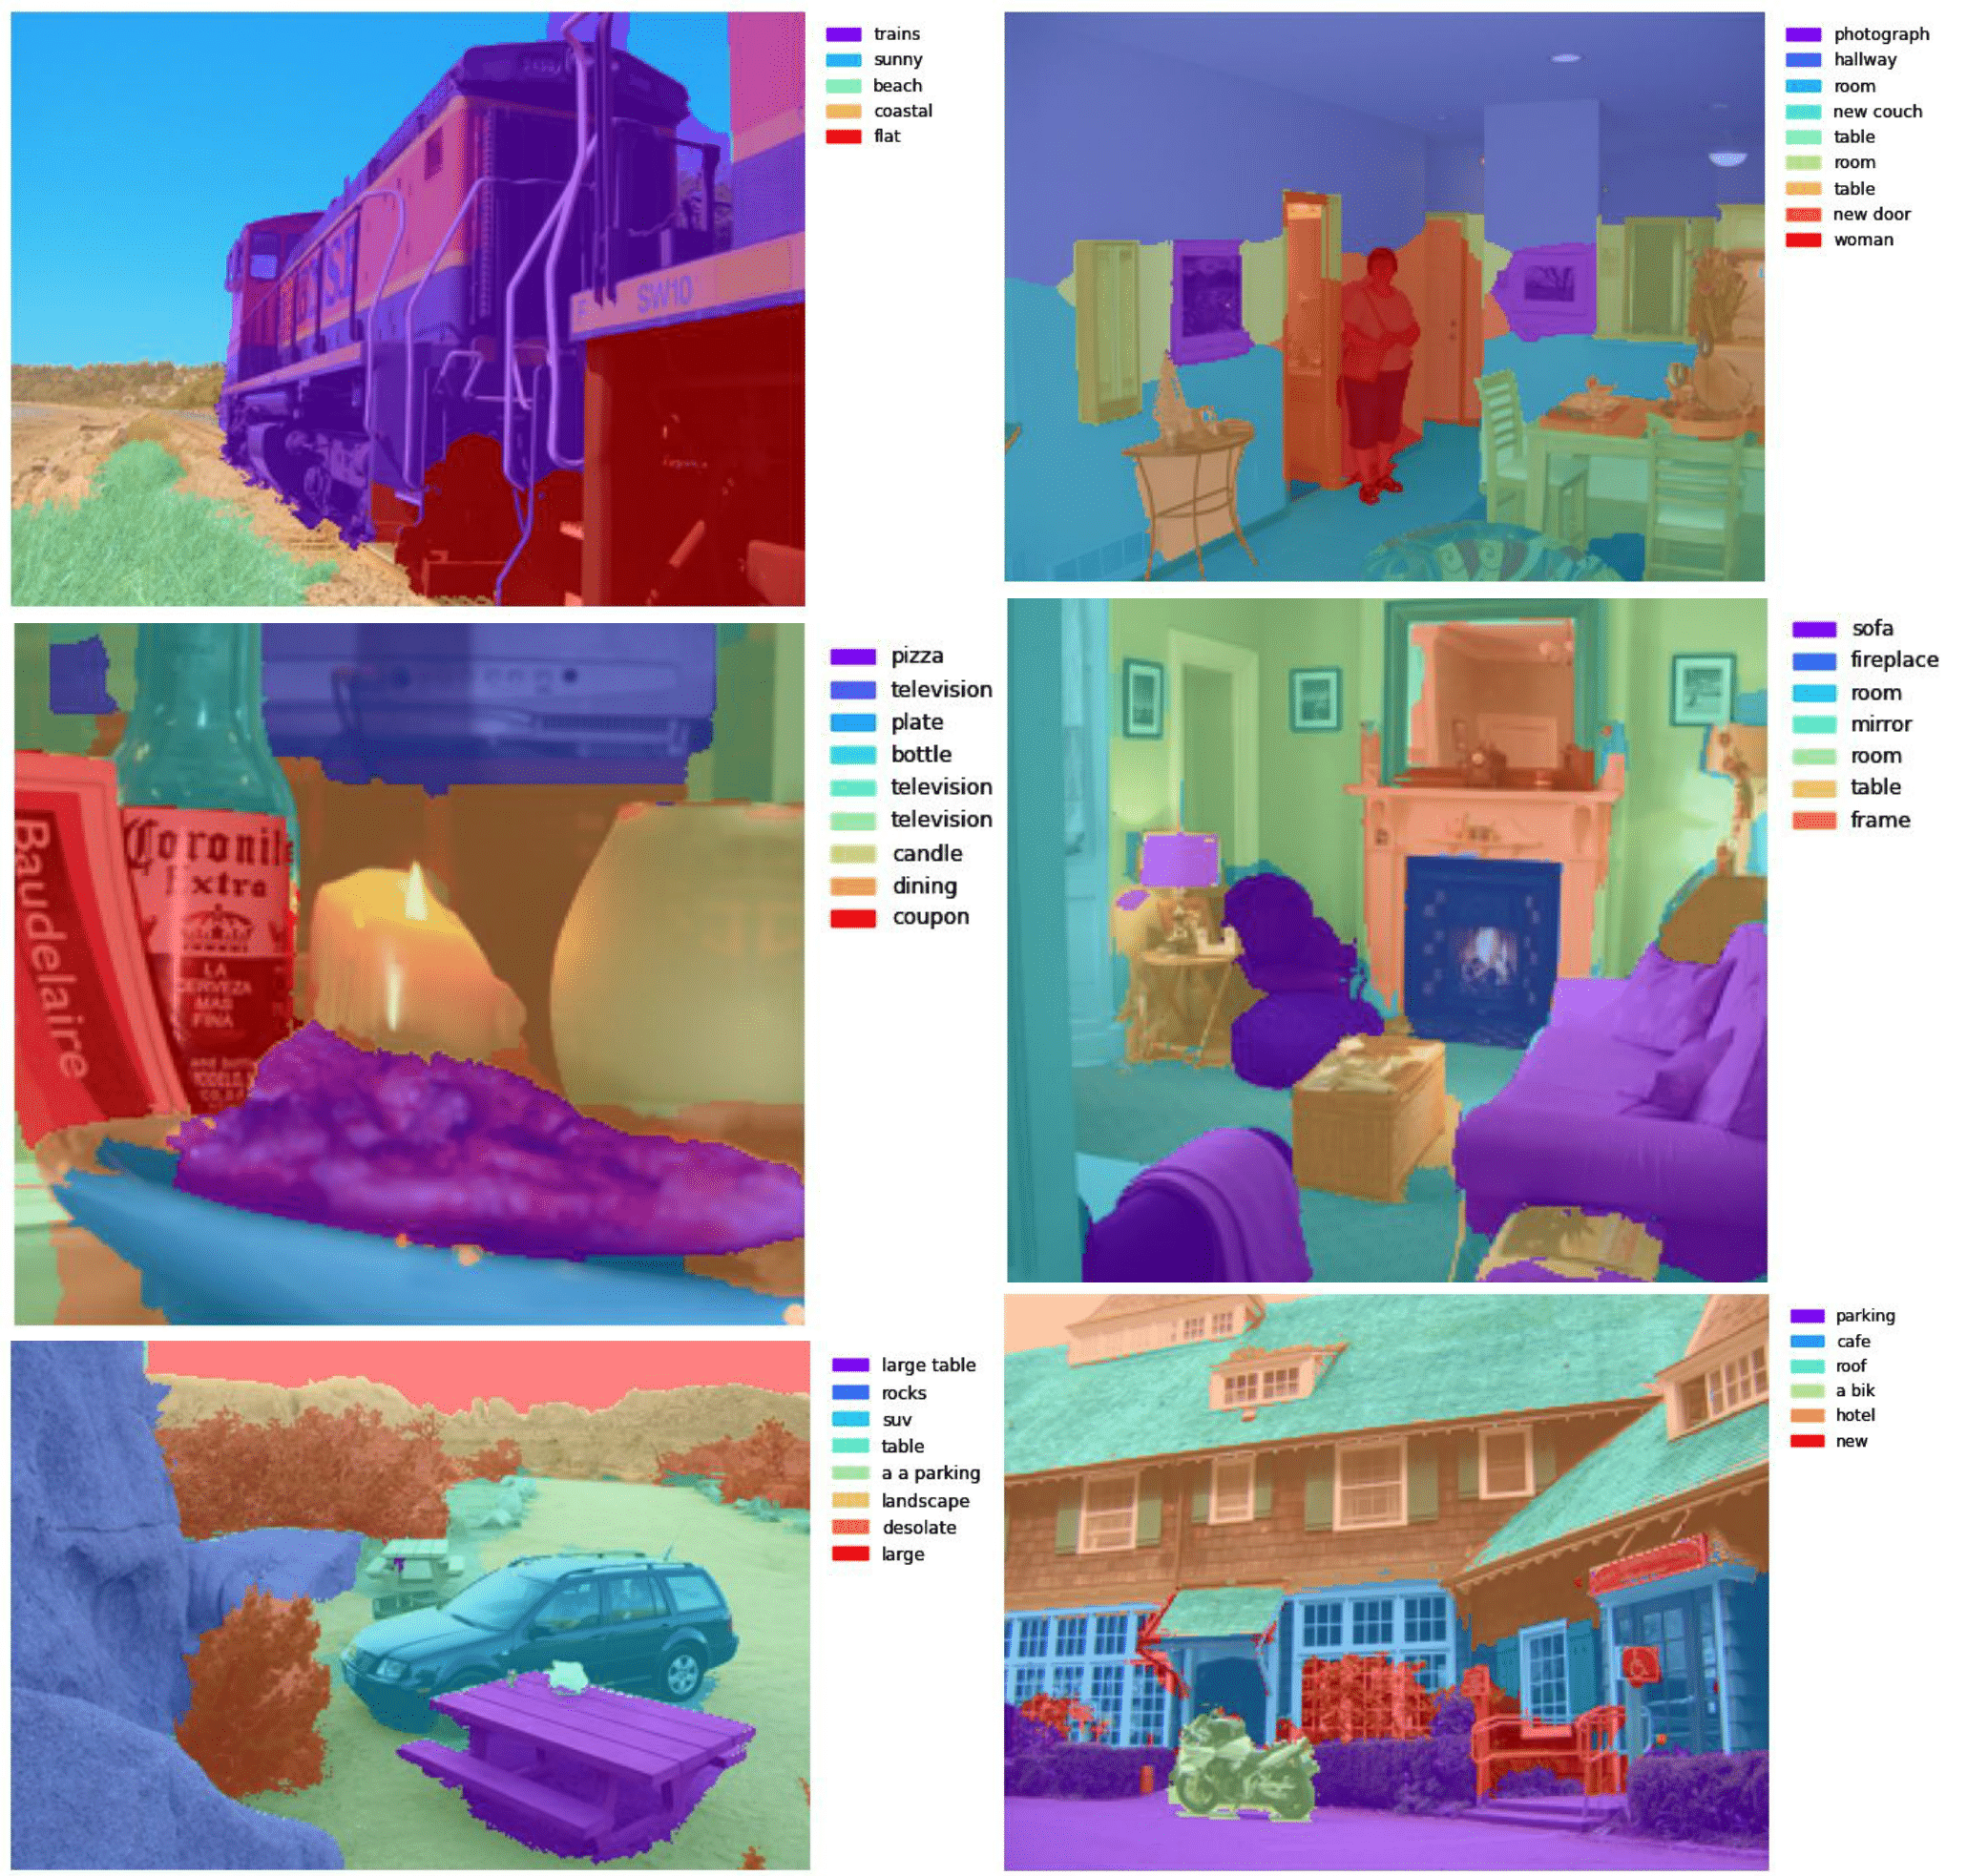 trains
sunny
beach
coastal
flat
SW10
photograph
hallway
room
new couch
table
room
table
new door
woman
pizza
television
plate
bottle
television
television
candle
dining
coupon
Baudelaire
Coronit
Extra
LA
CERVEZA
MAS
FINA
sofa
fireplace
room
mirror
room
table
frame
large table
rocks
suv
table
a a parking
landscape
desolate
large
parking
cafe
roof
a bik
hotel
new